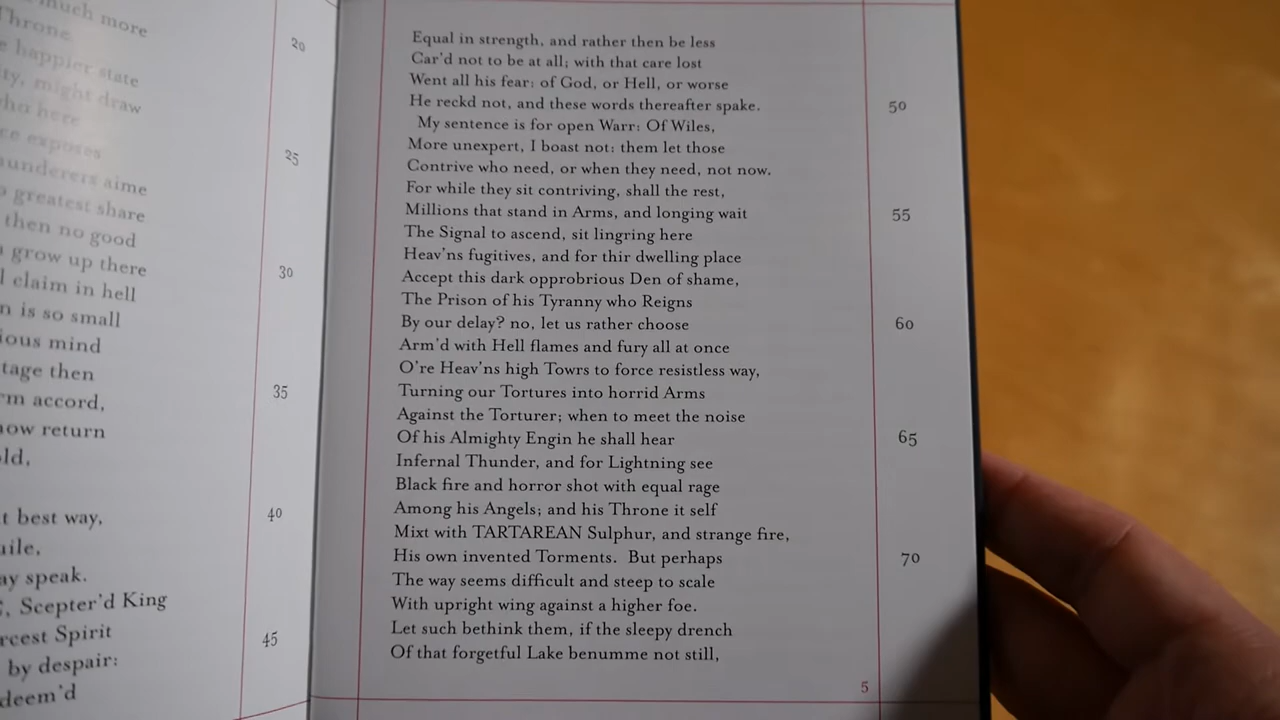 much more
Throne
20
happier state
might draw
who here
exposes
25
aime
greatest share
then no good
grow up there
30
claim in hell
is so small
mind
then
35
accord,
now return
best way,
40
speak.
Scepter'd King
Spirit
45
by despair:
Equal in strength, and rather then be less
Car'd not to be at all; with that care lost
Went all his fear: of God, or Hell, or worse
He reckd not, and these words thereafter spake.
50
My sentence is for open Warr: Of Wiles,
More unexpert, I boast not: them let those
Contrive who need, or when they need, not now.
For while they sit contriving, shall the rest,
Millions that stand in Arms, and longing wait
55
The Signal to ascend, sit lingring here
Heav'ns fugitives, and for thir dwelling place
Accept this dark opprobrious Den of shame,
The Prison of his Tyranny who Reigns
By our delay? no, let us rather choose
60
Arm'd with Hell flames and fury all at once
O're Heav'ns high Towrs to force resistless way,
Turning our Tortures into horrid Arms
Against the Torturer; when to meet the noise
Of his Almighty Engin he shall hear
65
Infernal Thunder, and for Lightning see
Black fire and horror shot with equal rage
Among his Angels; and his Throne it self
Mixt with TARTAREAN Sulphur, and strange fire,
His own invented Torments. But perhaps
70
The way seems difficult and steep to scale
With upright wing against a higher foe.
Let such bethink them, if the sleepy drench
Of that forgetful Lake benumme not still,
5